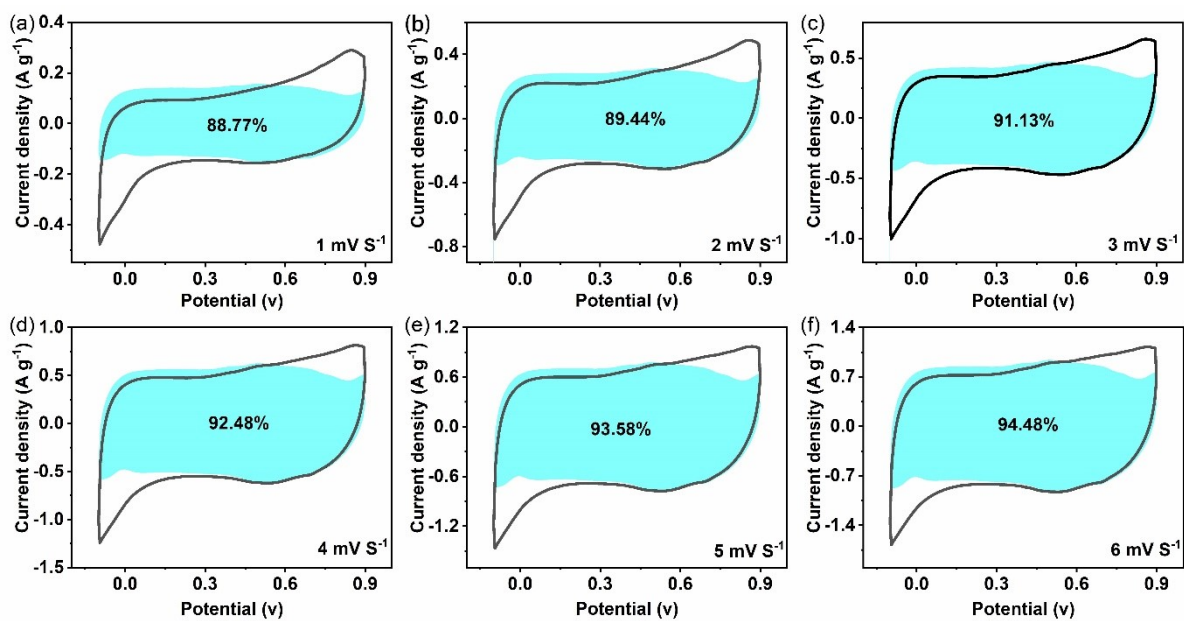 (a)
Current density (A g⁻¹)
0.4
0.2
0.0
-0.2
-0.4
88.77%
1 mV S⁻¹
0.0 0.3 0.6 0.9
Potential (v)
(b)
Current density (A g⁻¹)
0.4
0.0
-0.4
-0.8
89.44%
2 mV S⁻¹
0.0 0.3 0.6 0.9
Potential (v)
(c)
Current density (A g⁻¹)
0.5
0.0
-0.5
-1.0
91.13%
3 mV S⁻¹
0.0 0.3 0.6 0.9
Potential (v)
(d)
Current density (A g⁻¹)
1.0
0.5
0.0
-0.5
-1.0
-1.5
92.48%
4 mV S⁻¹
0.0 0.3 0.6 0.9
Potential (v)
(e)
Current density (A g⁻¹)
1.2
0.6
0.0
-0.6
-1.2
93.58%
5 mV S⁻¹
0.0 0.3 0.6 0.9
Potential (v)
(f)
Current density (A g⁻¹)
1.4
0.7
0.0
-0.7
-1.4
94.48%
6 mV S⁻¹
0.0 0.3 0.6 0.9
Potential (v)